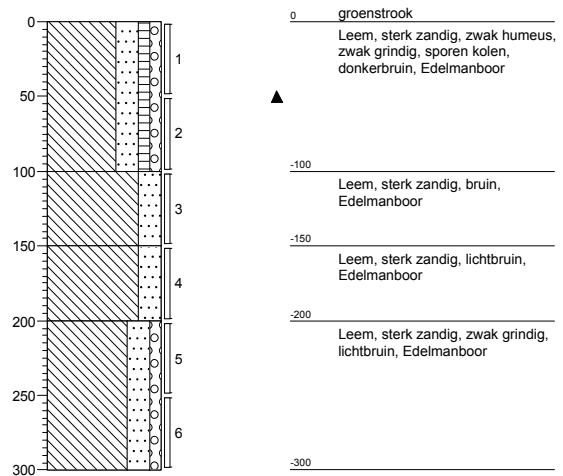 0
50
100
150
200
250
300
1
2
3
4
5
6
0
groenstrook
Leem, sterk zandig, zwak humeus,
zwak grindig, sporen kolen,
donkerbruin, Edelmanboor
-100
Leem, sterk zandig, bruin,
Edelmanboor
-150
Leem, sterk zandig, lichtbruin,
Edelmanboor
-200
Leem, sterk zandig, zwak grindig,
lichtbruin, Edelmanboor
-300